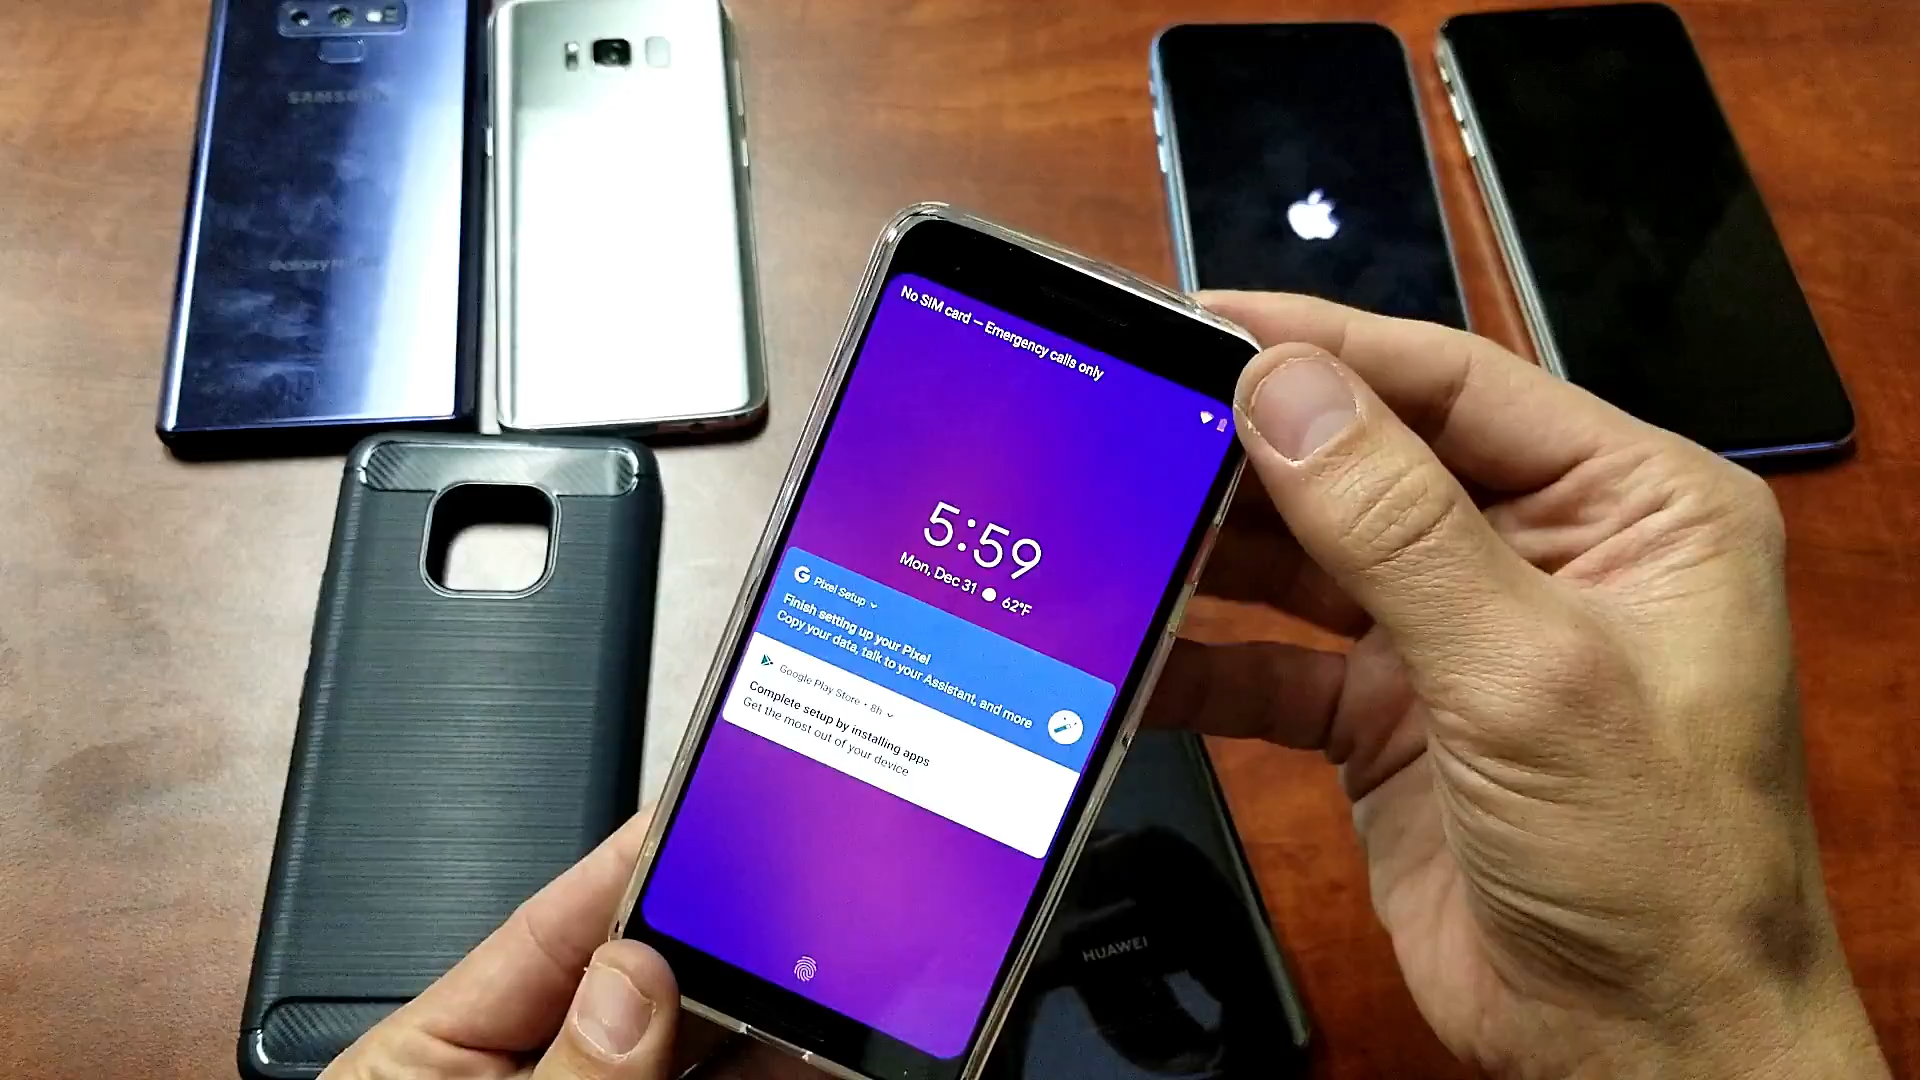 SAMSUNG
Galaxy Note9
No SIM card — Emergency calls only
5:59
Mon, Dec 31 62°F
Pixel Setup
Finish setting up your Pixel
Copy your data, talk to your Assistant, and more
Google Play Store • 8h
Complete setup by installing apps
Get the most out of your device
HUAWEI